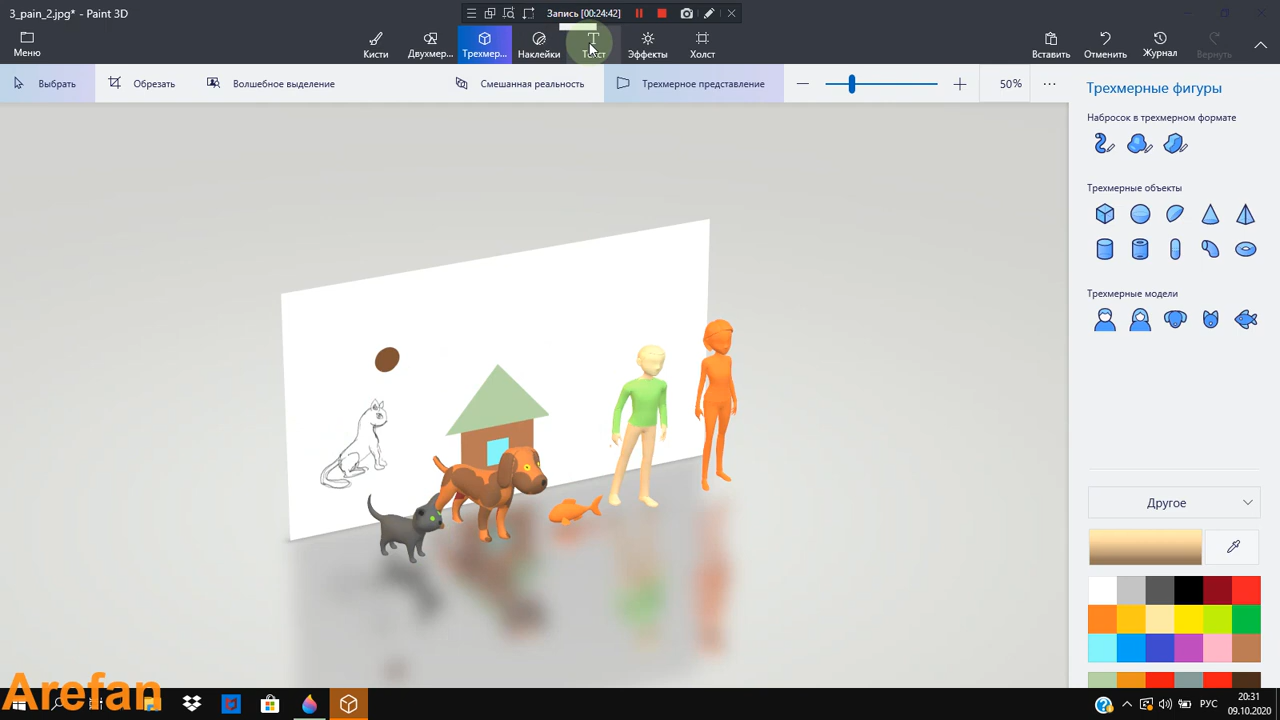 3_pain_2.jpg* - Paint 3D
Запись [00:24:42]
Меню
Кисти
Двухмер...
Трехмер...
Наклейки
Текст
Эффекты
Холст
Вставить
Отменить
Журнал
Вернуть
Выбрать
Обрезать
Волшебное выделение
Смешанная реальность
Трехмерное представление
50%
Трехмерные фигуры
Набросок в трехмерном формате
Трехмерные объекты
Трехмерные модели
Другое
Arefan
РУС
20:31
09.10.2020